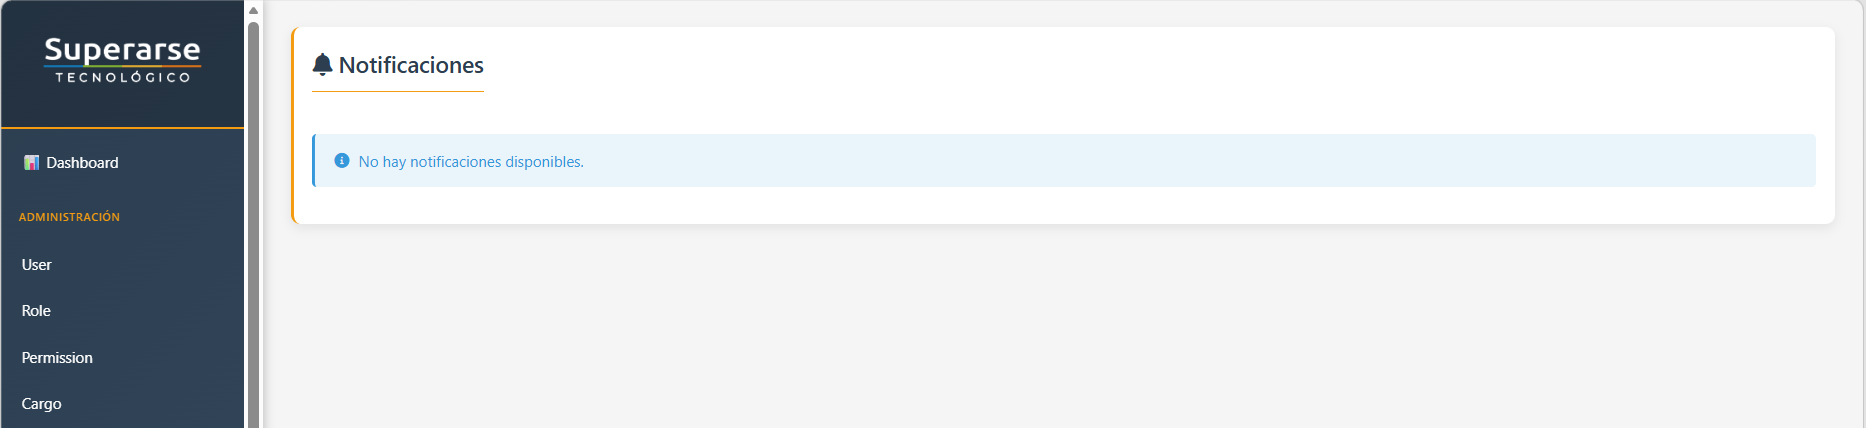 Superarse
TECNOLÓGICO
Dashboard
ADMINISTRACIÓN
User
Role
Permission
Cargo
Notificaciones
No hay notificaciones disponibles.